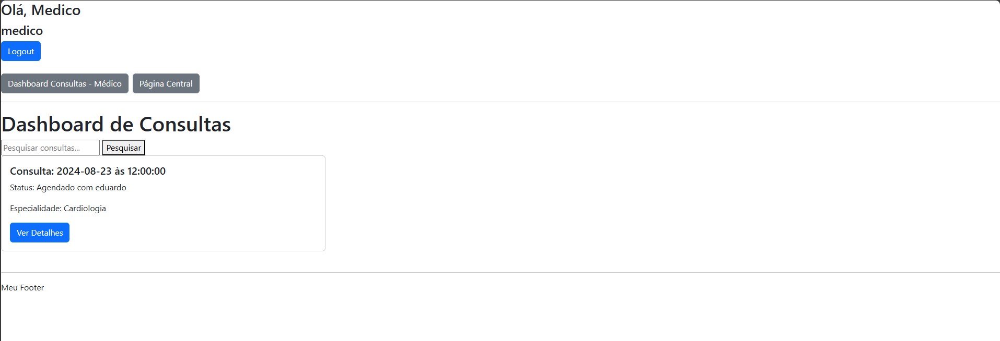 Olá, Medico
medico
Logout
Dashboard Consultas - Médico Página Central
Dashboard de Consultas
Pesquisar consultas... Pesquisar
Consulta: 2024-08-23 às 12:00:00
Status: Agendado com eduardo
Especialidade: Cardiologia
Ver Detalhes
Meu Footer